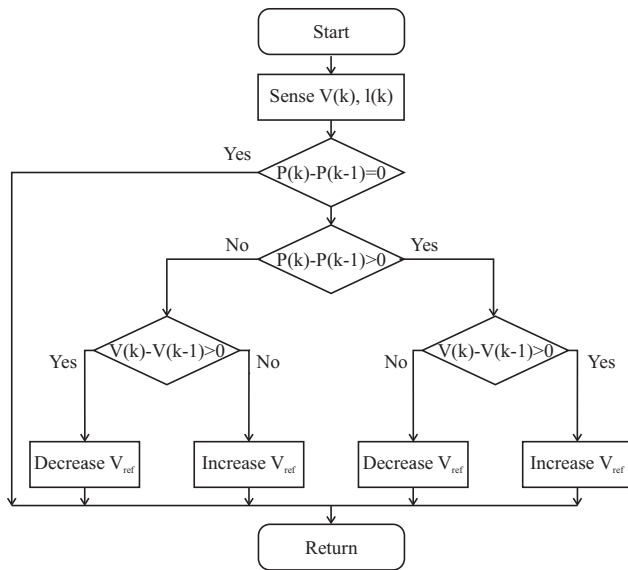 Start
Sense V(k), l(k)
Yes
P(k)-P(k-1)=0
No
P(k)-P(k-1)>0
Yes
Yes
V(k)-V(k-1)>0
No
No
V(k)-V(k-1)>0
Yes
Decrease Vref
Increase Vref
Decrease Vref
Increase Vref
Return